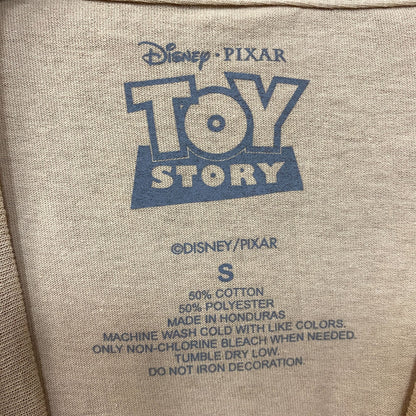 Disney · PIXAR
TOY
STORY
©DISNEY/PIXAR
S
50% COTTON
50% POLYESTER
MADE IN HONDURAS
MACHINE WASH COLD WITH LIKE COLORS.
ONLY NON-CHLORINE BLEACH WHEN NEEDED.
TUMBLE DRY LOW.
DO NOT IRON DECORATION.